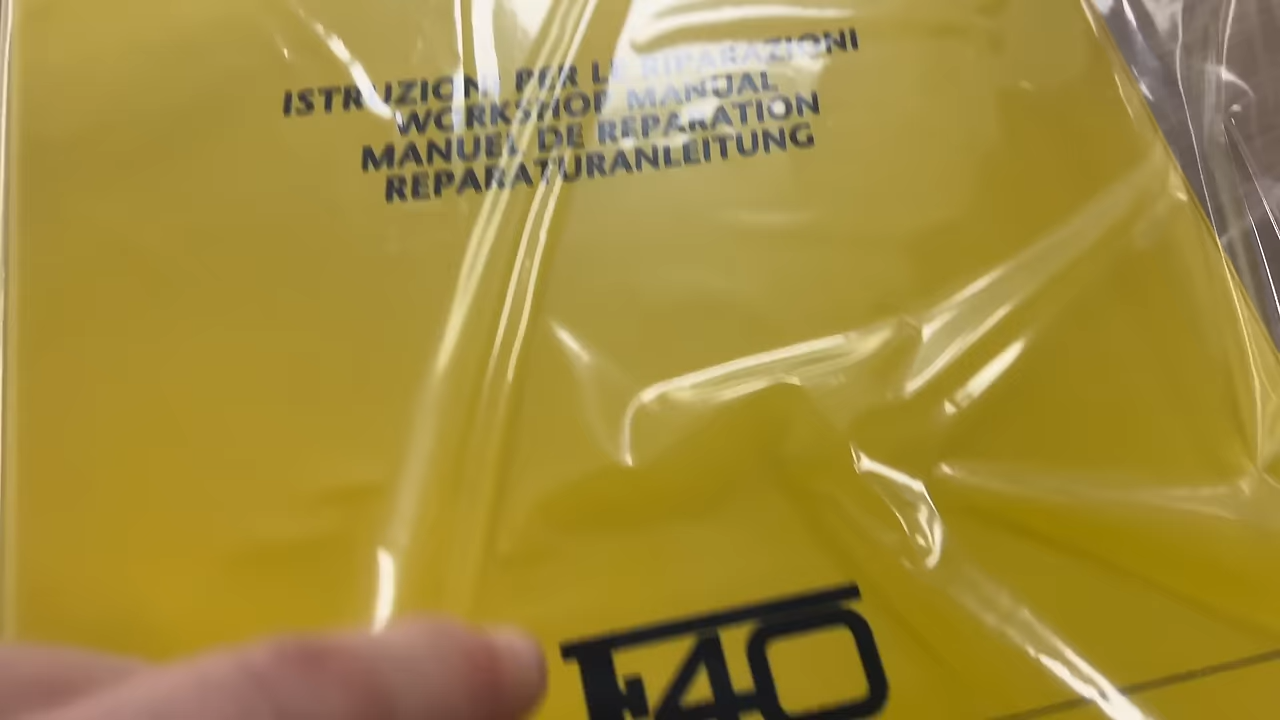 ISTRUZIONI PER LE RIPARAZIONI
WORKSHOP MANUAL
MANUEL DE REPARATION
REPARATURANLEITUNG
F40